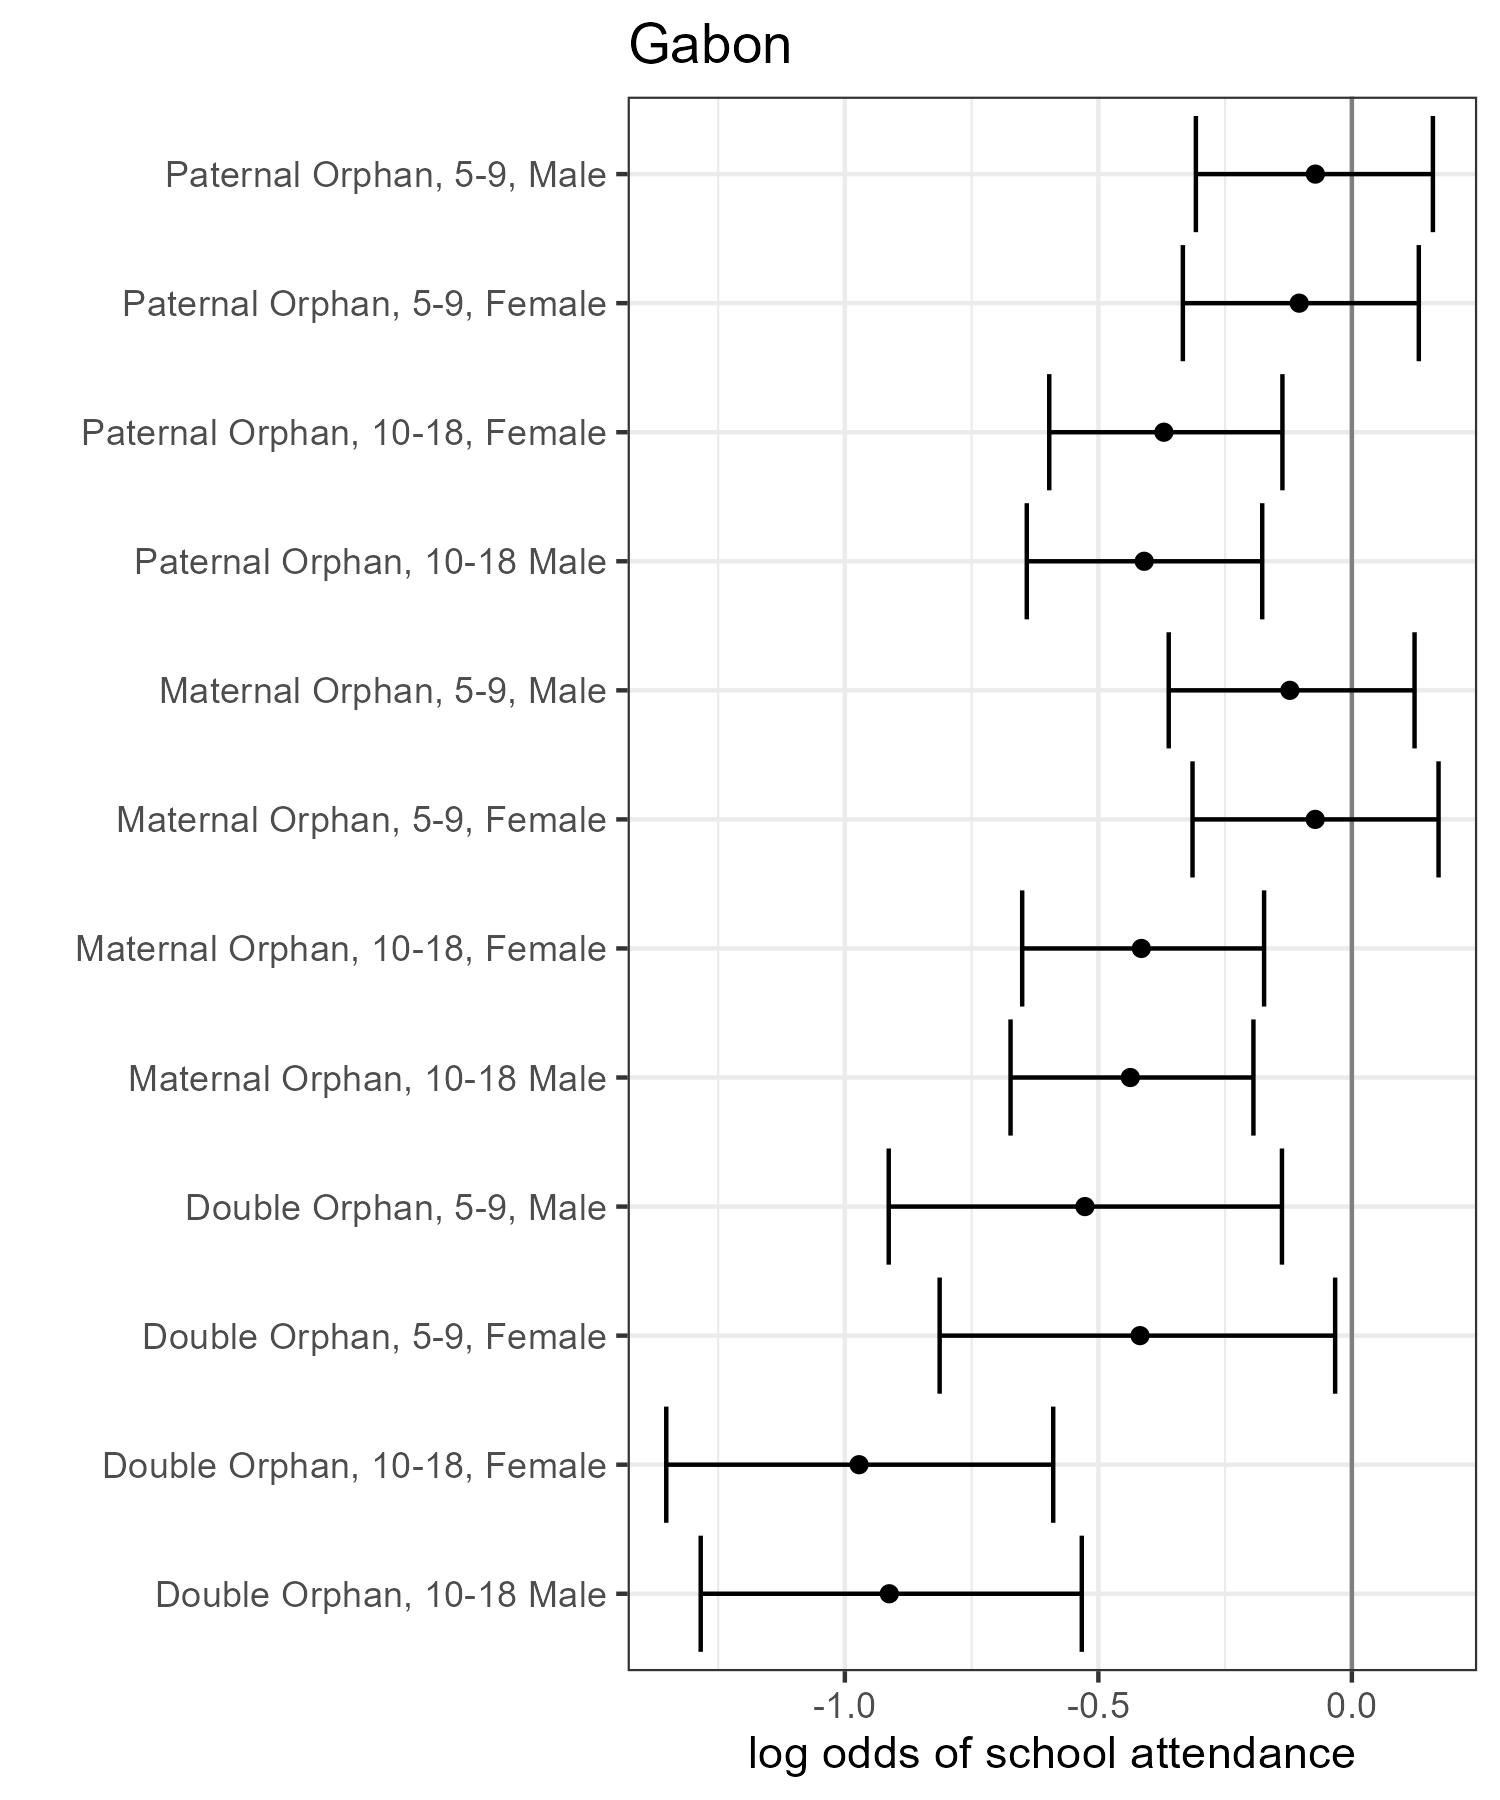 Gabon
Paternal Orphan, 5-9, Male
Paternal Orphan, 5-9, Female
Paternal Orphan, 10-18, Female
Paternal Orphan, 10-18 Male
Maternal Orphan, 5-9, Male
Maternal Orphan, 5-9, Female
Maternal Orphan, 10-18, Female
Maternal Orphan, 10-18 Male
Double Orphan, 5-9, Male
Double Orphan, 5-9, Female
Double Orphan, 10-18, Female
Double Orphan, 10-18 Male
-1.0 -0.5 0.0
log odds of school attendance